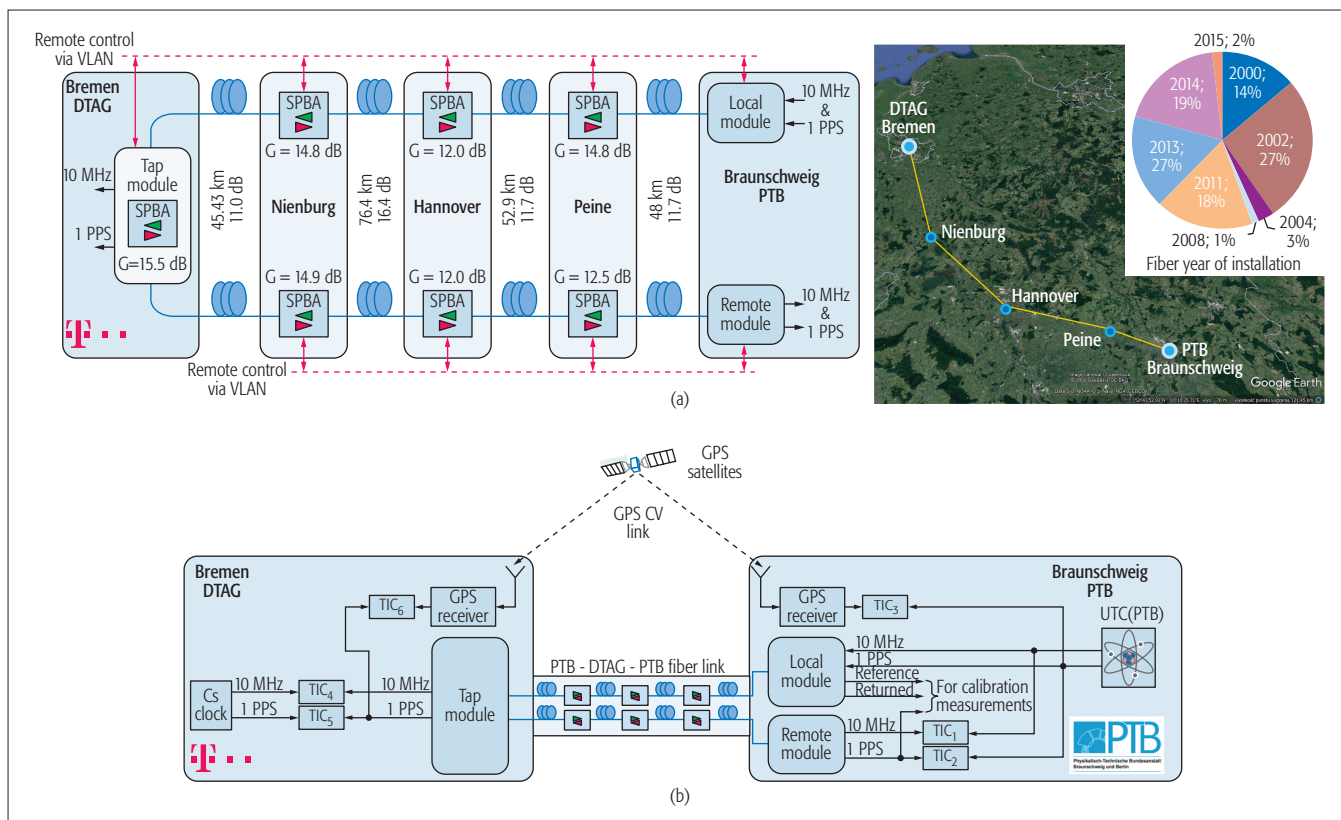 Remote control
via VLAN
Bremen
DTAG
Tap
module
SPBA
G=15.5 dB
10 MHz
1 PPS
T
45.43 km
11.0 dB
SPBA
G = 14.8 dB
Nienburg
G = 14.9 dB
SPBA
76.4 km
16.4 dB
SPBA
G = 12.0 dB
Hannover
G = 12.0 dB
SPBA
52.9 km
11.7 dB
SPBA
G = 14.8 dB
Peine
G = 12.5 dB
SPBA
48 km
11.7 dB
Local
module
10 MHz
&
1 PPS
Braunschweig
PTB
Remote
module
10 MHz
&
1 PPS
Remote control
via VLAN
DTAG
Bremen
Nienburg
Hannover
Peine
PTB
Braunschweig
Google Earth
2015; 2%
2000;
14%
2002;
27%
2004;
3%
2008; 1%
2011;
18%
2013;
27%
2014;
19%
Fiber year of installation
(a)
GPS
satellites
GPS CV
link
Bremen
DTAG
TIC6
GPS
receiver
Cs
clock
10 MHz
1 PPS
TIC4
TIC5
10 MHz
1 PPS
Tap
module
T
PTB - DTAG - PTB fiber link
Braunschweig
PTB
GPS
receiver
TIC3
UTC(PTB)
Local
module
10 MHz
1 PPS
Reference
Returned
For calibration
measurements
Remote
module
10 MHz
1 PPS
TIC1
TIC2
PTB
Physikalisch-Technische Bundesanstalt
Braunschweig und Berlin
(b)